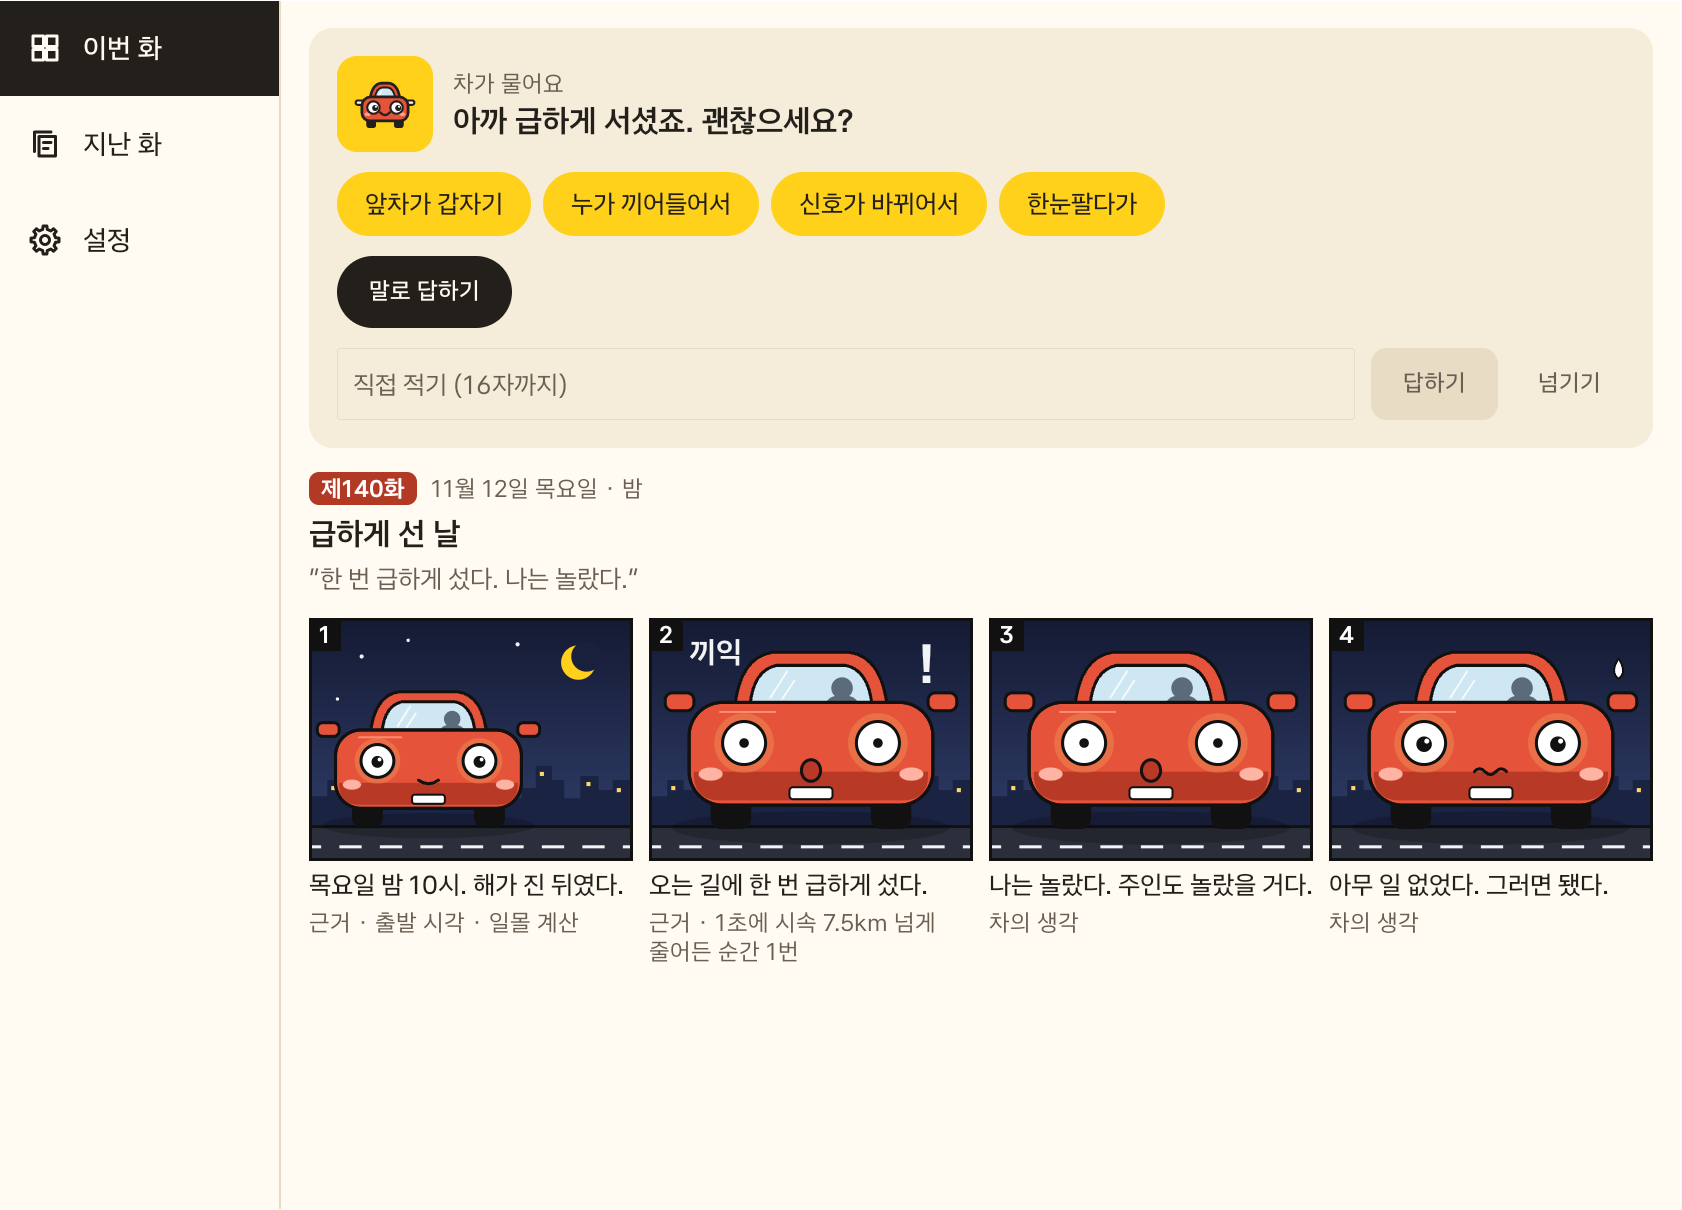 이번 화
지난 화
설정
차가 물어요
아까 급하게 서셨죠. 괜찮으세요?
앞차가 갑자기
누가 끼어들어서
신호가 바뀌어서
한눈팔다가
말로 답하기
직접 적기 (16자까지)
답하기
넘기기
제140화 11월 12일 목요일 · 밤
급하게 선 날
"한 번 급하게 섰다. 나는 놀랐다."
1
목요일 밤 10시. 해가 진 뒤였다.
근거 · 출발 시각 · 일몰 계산
2
끼익
!
오는 길에 한 번 급하게 섰다.
근거 · 1초에 시속 7.5km 넘게
줄어든 순간 1번
3
나는 놀랐다. 주인도 놀랐을 거다.
차의 생각
4
아무 일 없었다. 그러면 됐다.
차의 생각